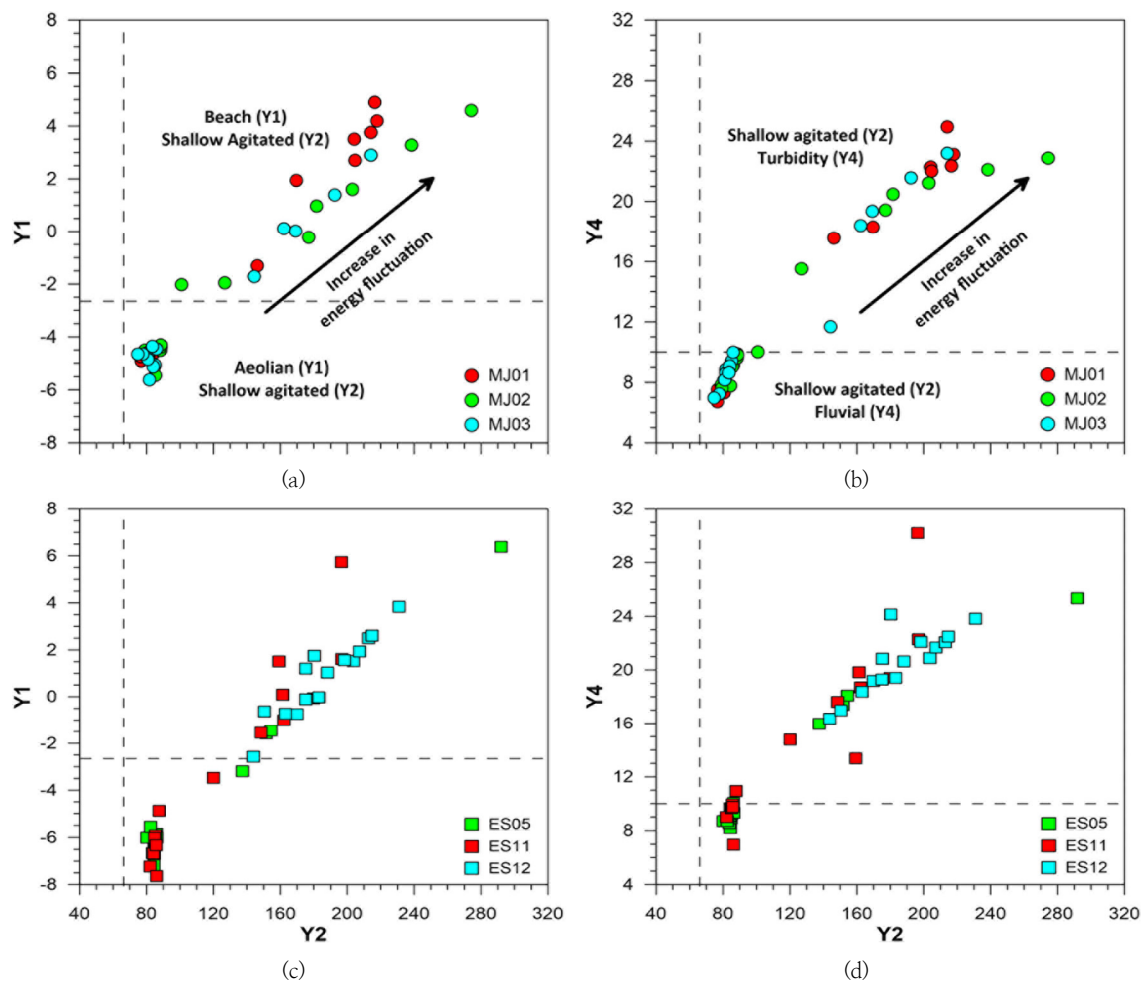 8
6
4
2
0
-2
-4
-6
-8
Y1
Beach (Y1)
Shallow Agitated (Y2)
Increase in
energy fluctuation
Aeolian (Y1)
Shallow agitated (Y2)
MJ01
MJ02
MJ03
(a)
32
28
24
20
16
12
8
4
Y4
Shallow agitated (Y2)
Turbidity (Y4)
Increase in
energy fluctuation
Shallow agitated (Y2)
Fluvial (Y4)
MJ01
MJ02
MJ03
(b)
8
6
4
2
0
-2
-4
-6
-8
Y1
ES05
ES11
ES12
40 80 120 160 200 240 280 320
Y2
(c)
32
28
24
20
16
12
8
4
Y4
ES05
ES11
ES12
40 80 120 160 200 240 280 320
Y2
(d)